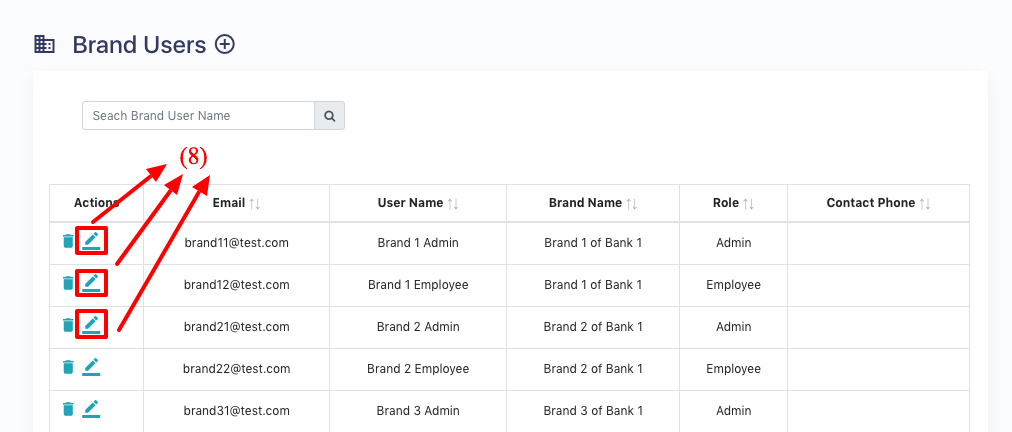 Brand Users
Seach Brand User Name
(8)
Actions Email User Name Brand Name Role Contact Phone
brand11@test.com Brand 1 Admin Brand 1 of Bank 1 Admin
brand12@test.com Brand 1 Employee Brand 1 of Bank 1 Employee
brand21@test.com Brand 2 Admin Brand 2 of Bank 1 Admin
brand22@test.com Brand 2 Employee Brand 2 of Bank 1 Employee
brand31@test.com Brand 3 Admin Brand 3 of Bank 1 Admin